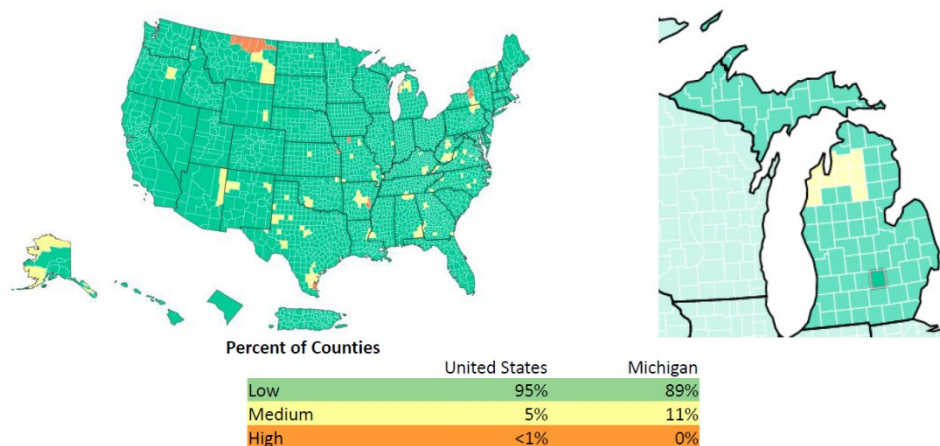 Percent of Counties
United States Michigan
Low 95% 89%
Medium 5% 11%
High <1% 0%